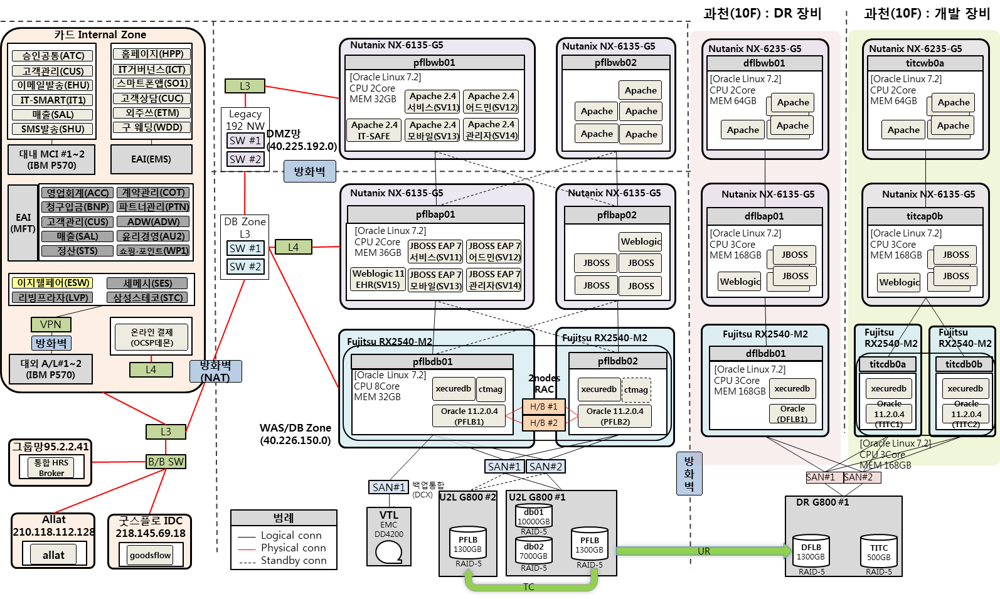 과천(10F) : DR 장비
과천(10F) : 개발 장비
카드 Internal Zone
승인공통(ATC)
고객관리(CUS)
이메일발송(EHU)
IT-SMART(IT1)
매출(SAL)
SMS발송(SHU)
홈페이지(HPP)
IT거버넌스(ICT)
스마트폰앱(SO1)
고객상담(CUC)
외주쓰(ETM)
구 웨딩(WDD)
대내 MCI #1~2
(IBM P570)
EAI(EMS)
EAI
(MFT)
영업회계(ACC)
청구입금(BNP)
고객관리(CUS)
매출(SAL)
정산(STS)
계약관리(COT)
파트너관리(PTN)
ADW(ADW)
윤리경영(AU2)
쇼핑-포인트(WP1)
이지웰페어(ESW)
세메시(SES)
리빙프라자(LVP)
삼성스테코(STC)
VPN
방화벽
대외 A/L#1~2
(IBM P570)
온라인 결제
(OCSP데몬)
L4
방화벽
(NAT)
L3
B/B SW
그룹망95.2.2.41
통합 HRS
Broker
Allat
210.118.112.128
allat
굿스플로 IDC
218.145.69.18
goodsflow
L3
Legacy
192 NW
SW #1
SW #2
DMZ망
(40.225.192.0)
방화벽
DB Zone
L3
SW #1
SW #2
L4
WAS/DB Zone
(40.226.150.0)
범례
Logical conn
Physical conn
Standby conn
Nutanix NX-6135-G5
pflbwb01
[Oracle Linux 7.2]
CPU 2Core
MEM 32GB
Apache 2.4
서비스(SV11)
Apache 2.4
어드민(SV12)
Apache 2.4
IT-SAFE
Apache 2.4
모바일(SV13)
Apache 2.4
관리자(SV14)
Nutanix NX-6135-G5
pflbwb02
Apache
Apache
Apache
Apache
Apache
Nutanix NX-6135-G5
pflbap01
[Oracle Linux 7.2]
CPU 2Core
MEM 36GB
JBOSS EAP 7
서비스(SV11)
JBOSS EAP 7
어드민(SV12)
Weblogic 11
EHR(SV15)
JBOSS EAP 7
모바일(SV13)
JBOSS EAP 7
관리자(SV14)
Nutanix NX-6135-G5
pflbap02
Weblogic
JBOSS
JBOSS
JBOSS
JBOSS
Fujitsu RX2540-M2
pflbdb01
[Oracle Linux 7.2]
CPU 8Core
MEM 32GB
xecuredb
ctmag
Oracle 11.2.0.4
(PFLB1)
2nodes
RAC
H/B #1
H/B #2
Fujitsu RX2540-M2
pflbdb02
xecuredb
ctmag
Oracle 11.2.0.4
(PFLB2)
SAN#1
SAN#2
SAN#1
백업통합
(DCX)
VTL
EMC
DD4200
U2L G800 #2
PFLB
1300GB
RAID-5
U2L G800 #1
db01
10000GB
RAID-5
db02
7000GB
RAID-5
PFLB
1300GB
RAID-5
TC
UR
방
화
벽
Nutanix NX-6235-G5
dflbwb01
[Oracle Linux 7.2]
CPU 2Core
MEM 64GB
Apache
Apache
Apache
Nutanix NX-6135-G5
dflbap01
[Oracle Linux 7.2]
CPU 3Core
MEM 168GB
JBOSS
JBOSS
Weblogic
Fujitsu RX2540-M2
dflbdb01
[Oracle Linux 7.2]
CPU 3Core
MEM 168GB
xecuredb
Oracle
(DFLB1)
Nutanix NX-6235-G5
titcwb0a
[Oracle Linux 7.2]
CPU 2Core
MEM 64GB
Apache
Apache
Apache
Nutanix NX-6135-G5
titcap0b
[Oracle Linux 7.2]
CPU 3Core
MEM 168GB
JBOSS
JBOSS
Weblogic
Fujitsu
RX2540-M2
titcdb0a
xecuredb
Oracle
11.2.0.4
(TITC1)
Fujitsu
RX2540-M2
titcdb0b
xecuredb
Oracle
11.2.0.4
(TITC2)
[Oracle Linux 7.2]
CPU 3Core
MEM 168GB
SAN#1
SAN#2
DR G800 #1
DFLB
1300GB
RAID-5
TITC
500GB
RAID-5